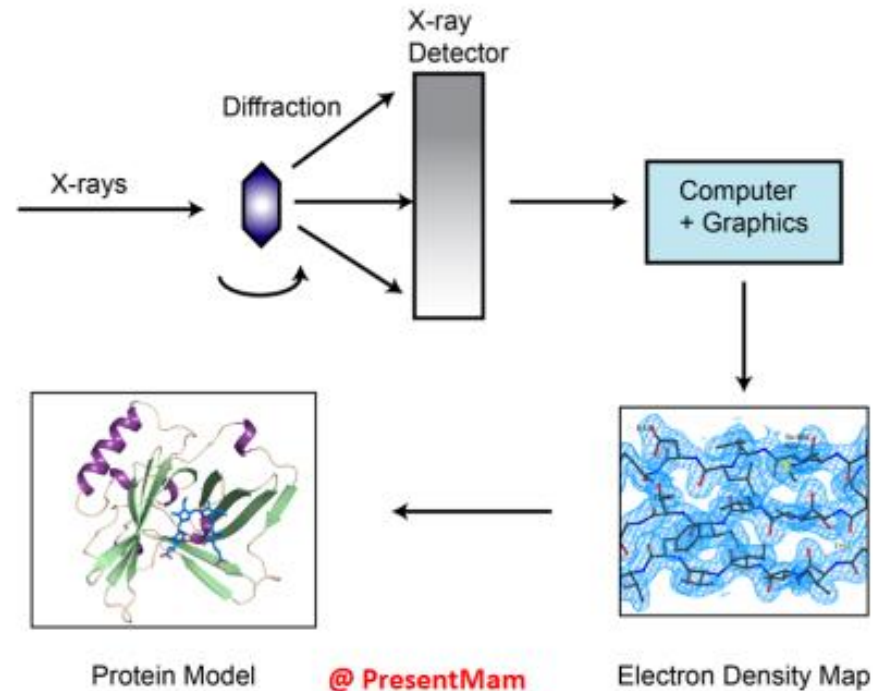 X-ray
Detector
Diffraction
X-rays
Computer
+ Graphics
Protein Model
@ PresentMam
Electron Density Map